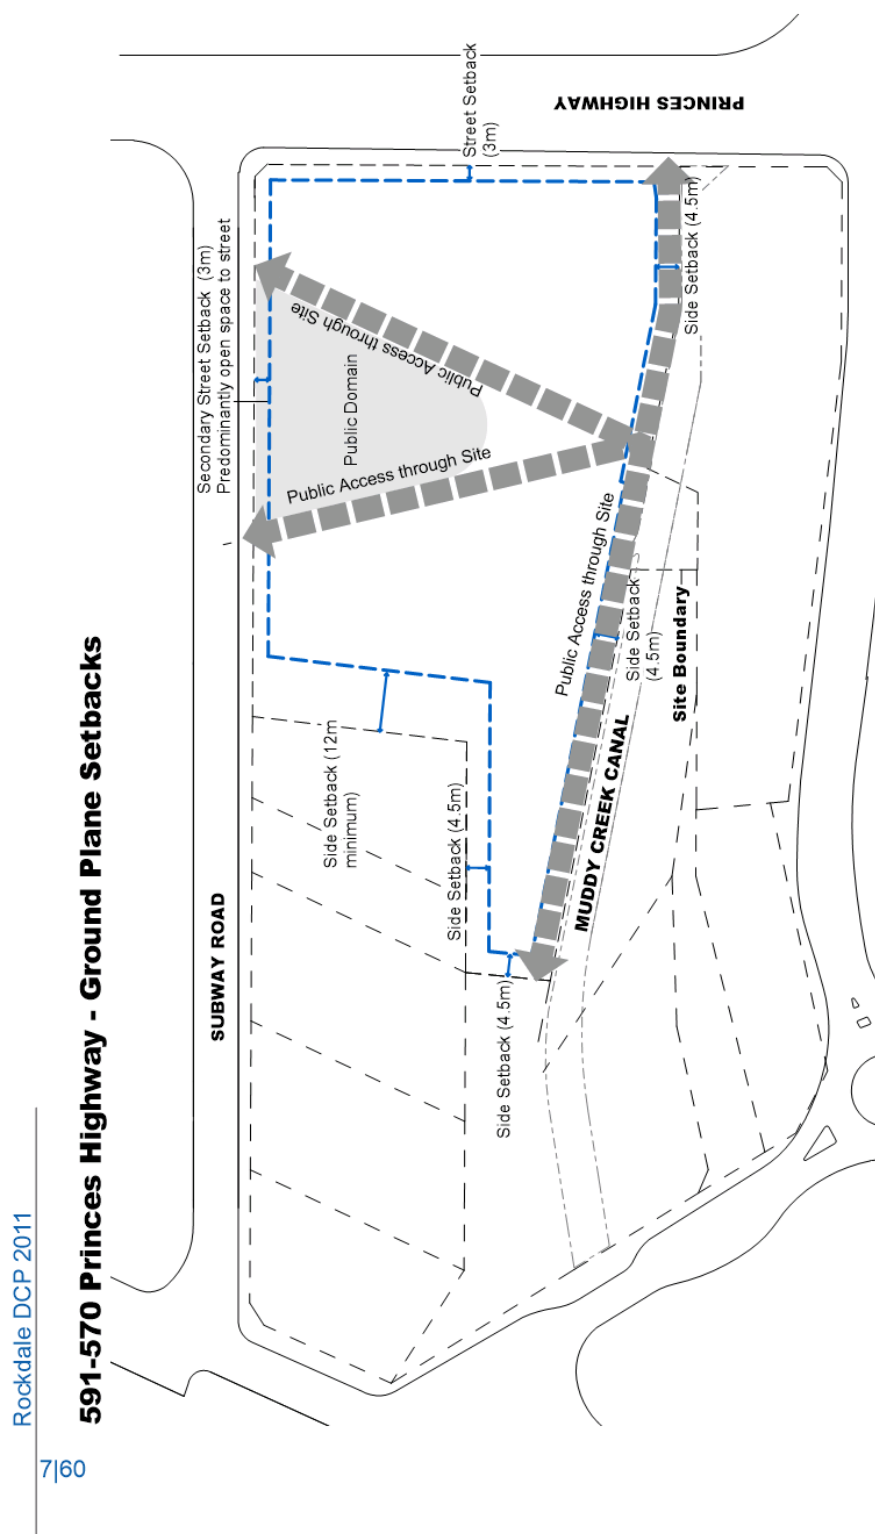 Rockdale DCP 2011
7|60
591-570 Princes Highway - Ground Plane Setbacks
SUBWAY ROAD
Secondary Street Setback (3m)
Predominantly open space to street
Street Setback
(3m)
PRINCES HIGHWAY
Public Access through Site
Public Domain
Public Access through Site
Side Setback (4.5m)
Public Access through Site
Side Setback
(4.5m)
Site Boundary
MUDDY CREEK CANAL
Side Setback (12m
minimum)
Side Setback (4.5m)
Side Setback (4.5m)